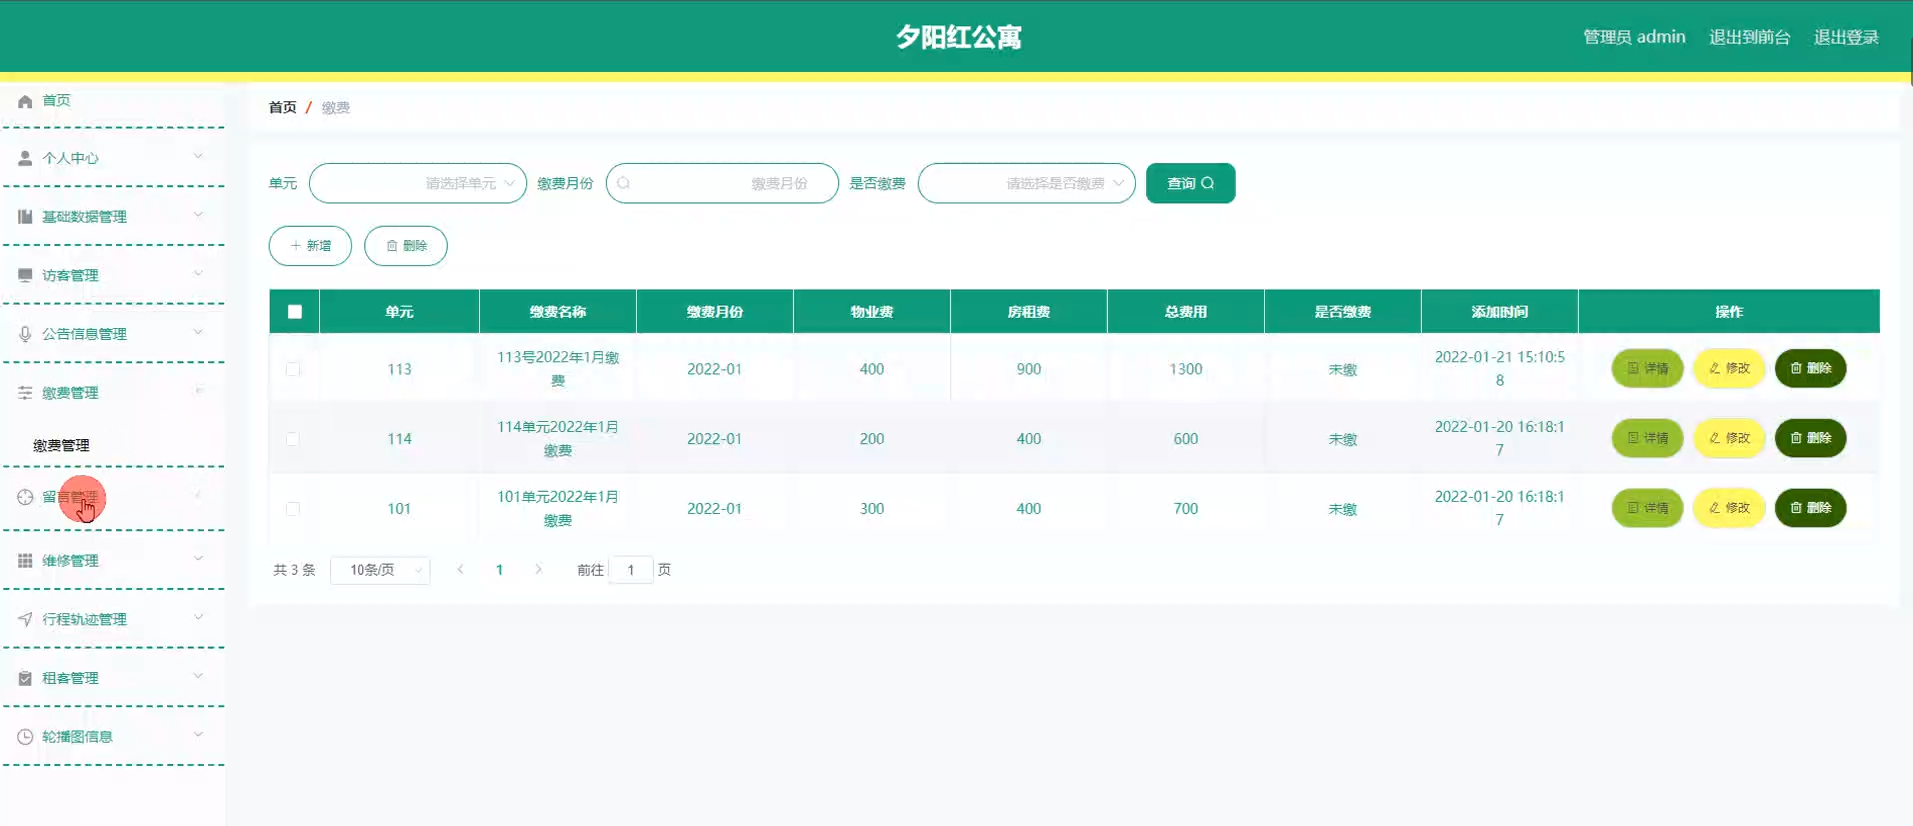 夕阳红公寓
管理员 admin 退出到前台 退出登录
首页
个人中心
基础数据管理
访客管理
公告信息管理
缴费管理
缴费管理
留言管理
维修管理
行程轨迹管理
租客管理
轮播图信息
首页 / 缴费
单元 请选择单元 缴费月份 缴费月份 是否缴费 请选择是否缴费 查询
新增 删除
单元 缴费名称 缴费月份 物业费 房租费 总费用 是否缴费 添加时间 操作
113 113号2022年1月缴费 2022-01 400 900 1300 未缴 2022-01-21 15:10:58 详情 修改 删除
114 114单元2022年1月缴费 2022-01 200 400 600 未缴 2022-01-20 16:18:17 详情 修改 删除
101 101单元2022年1月缴费 2022-01 300 400 700 未缴 2022-01-20 16:18:17 详情 修改 删除
共 3 条 10条/页 1 前往 1 页